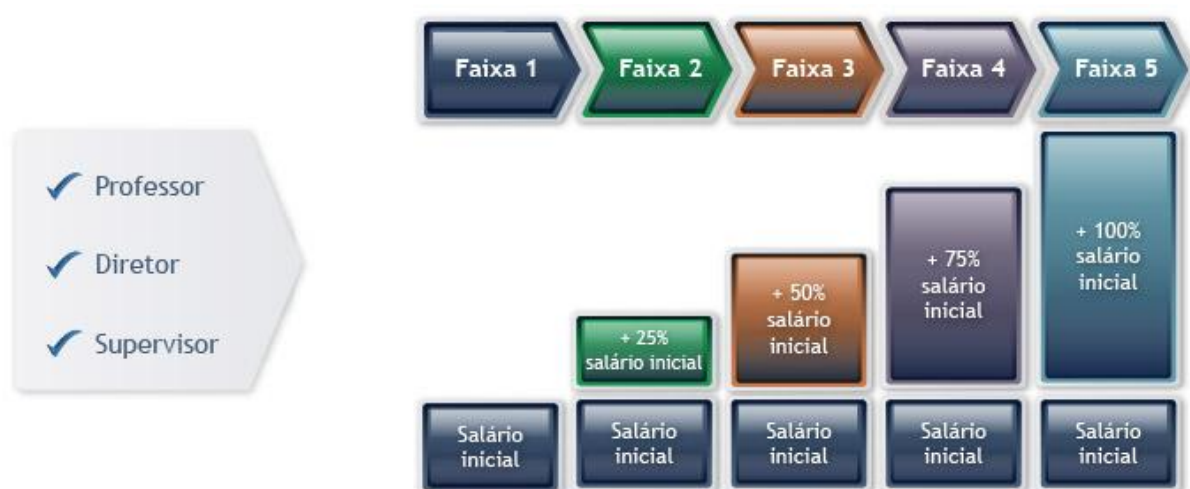 Faixa 1
Faixa 2
Faixa 3
Faixa 4
Faixa 5
Professor
Diretor
Supervisor
+ 25%
salário inicial
+ 50%
salário
inicial
+ 75%
salário
inicial
+ 100%
salário
inicial
Salário
inicial
Salário
inicial
Salário
inicial
Salário
inicial
Salário
inicial